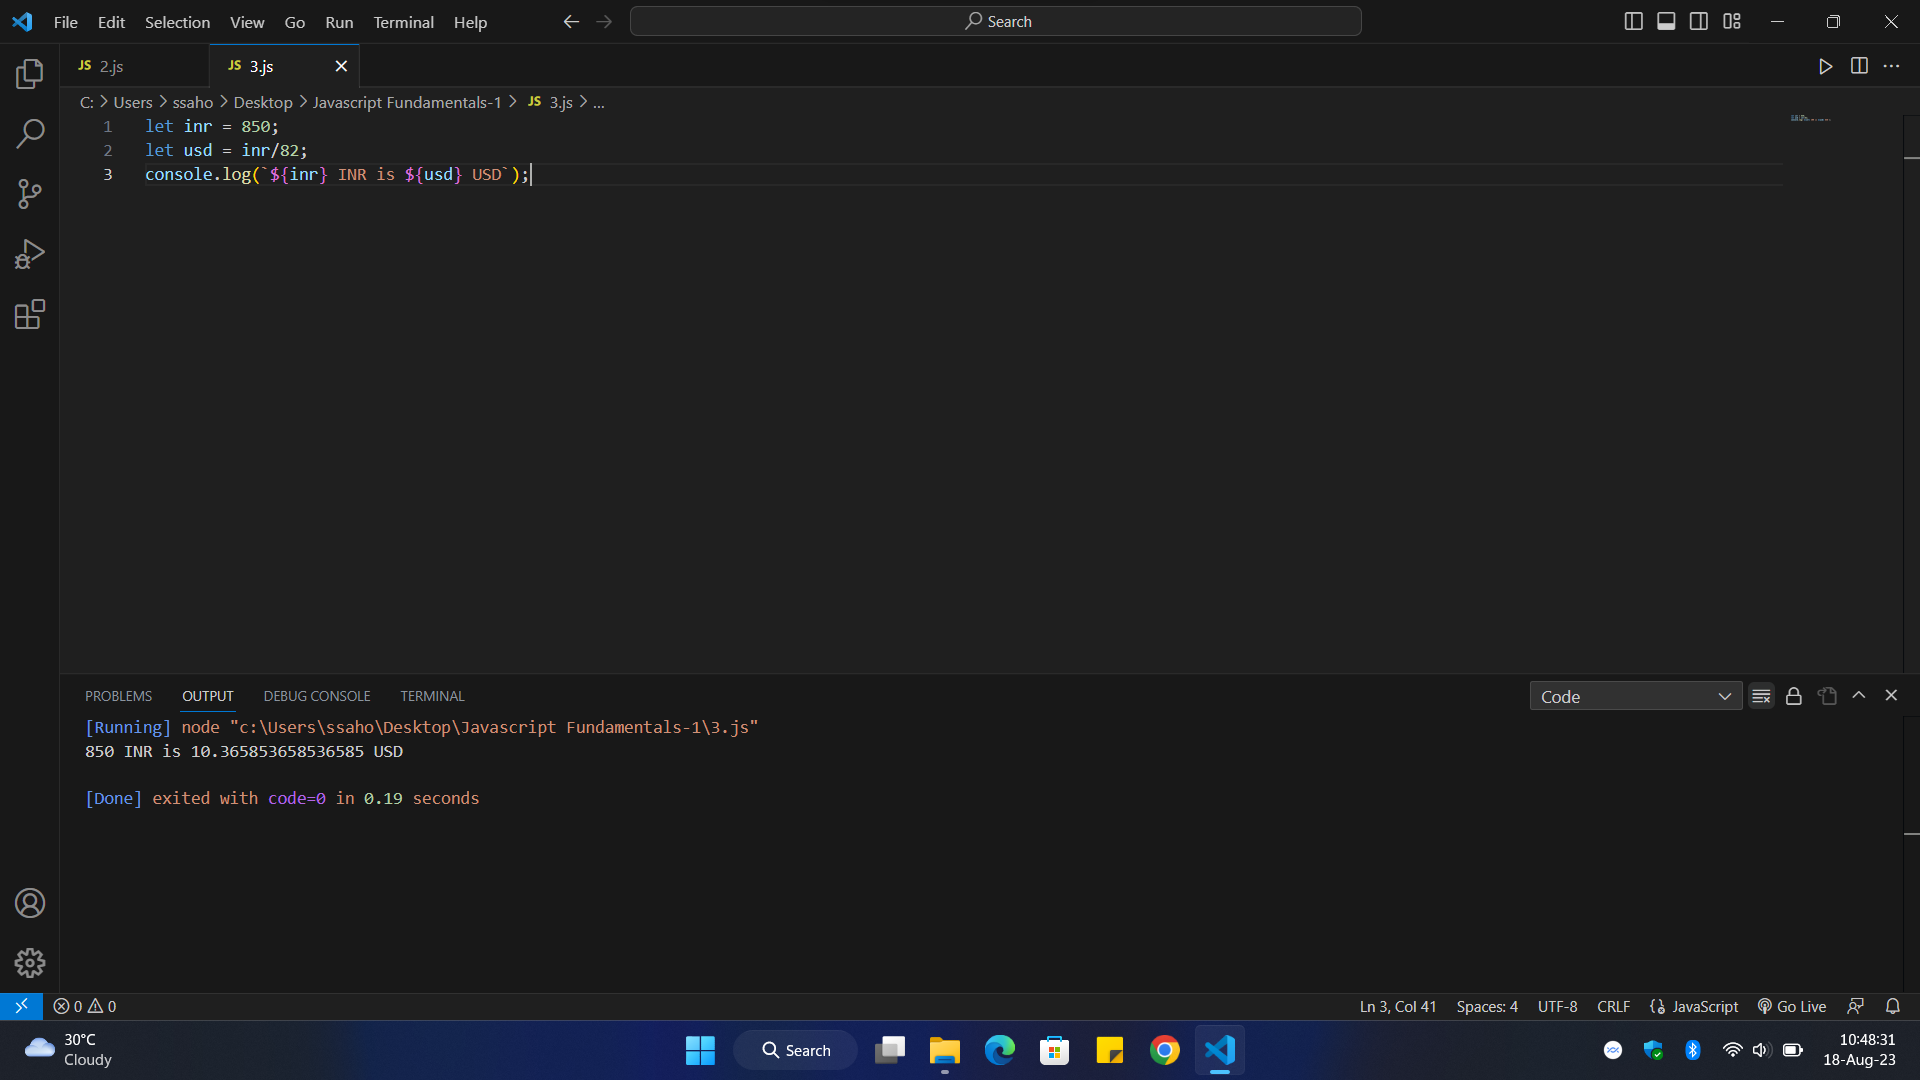 File Edit Selection View Go Run Terminal Help Search
JS 2.js JS 3.js
C: > Users > ssaho > Desktop > Javascript Fundamentals-1 > JS 3.js > ...
1 let inr = 850;
2 let usd = inr/82;
3 console.log(`${inr} INR is ${usd} USD`);
PROBLEMS OUTPUT DEBUG CONSOLE TERMINAL Code
[Running] node "c:\Users\ssaho\Desktop\Javascript Fundamentals-1\3.js"
850 INR is 10.365853658536585 USD
[Done] exited with code=0 in 0.19 seconds
0 0 Ln 3, Col 41 Spaces: 4 UTF-8 CRLF JavaScript Go Live
30°C
Cloudy
Search
10:48:31
18-Aug-23